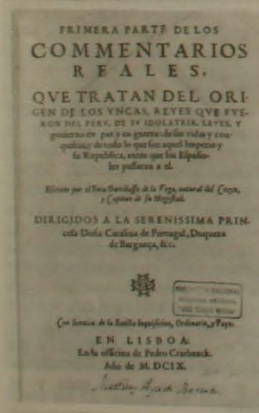 PRIMERA PARTE DE LOS
COMMENTARIOS
REALES,
QVE TRATAN DEL ORI-
GEN DE LOS YNCAS, REYES QVE FVE-
RON DEL PERV, DE SV IDOLATRIA, LEYES, Y
gouierno en paz y en guerra: de sus vidas y con-
quistas, y de todo lo que fue aquel Imperio y
su Republica, antes que los Españo-
les passaran a el.
Escritos por el Ynca Garcilasso de la Vega, natural del Cozco,
y Capitan de su Magestad.
DIRIGIDOS A LA SERENISSIMA PRIN-
cesa Doña Catalina de Portugal, Duqueza
de Bargança, &c.
Con licencia de la Sancta Inquisicion, Ordinario, y Paço.
EN LISBOA:
En la officina de Pedro Crasbeeck.
Año de M.DCIX.